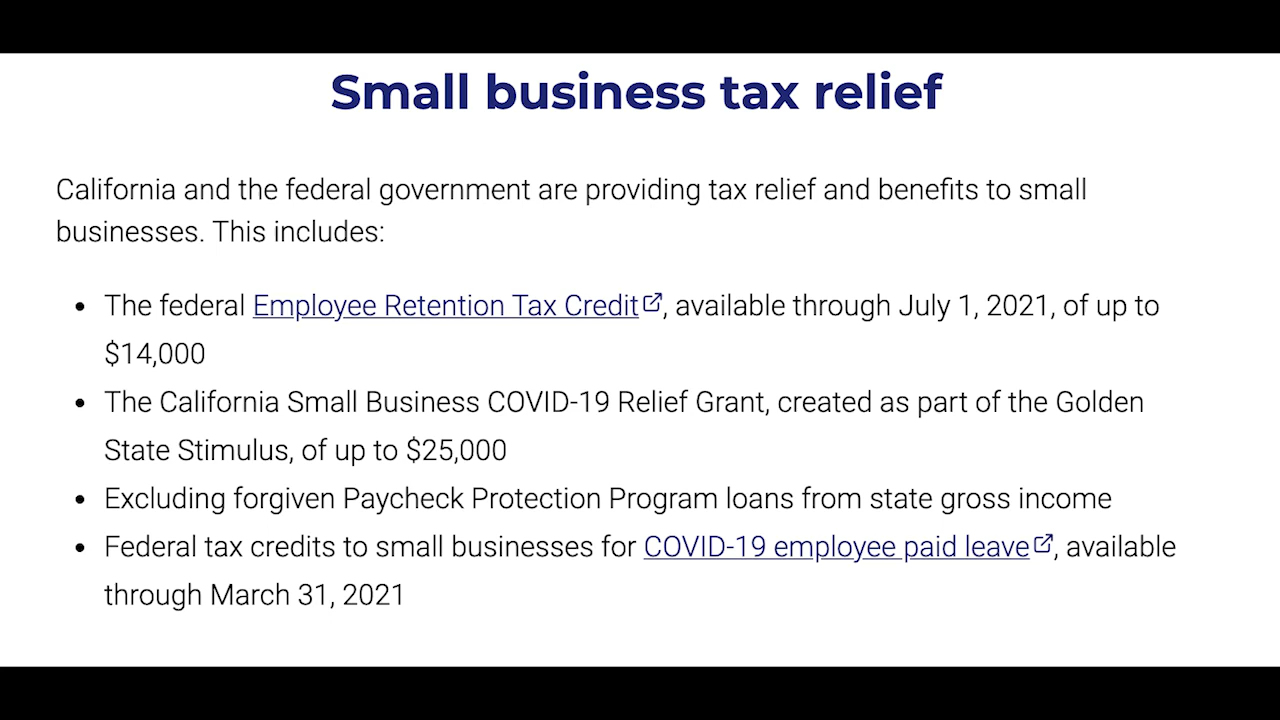 Small business tax relief
California and the federal government are providing tax relief and benefits to small
businesses. This includes:
• The federal Employee Retention Tax Credit, available through July 1, 2021, of up to
$14,000
• The California Small Business COVID-19 Relief Grant, created as part of the Golden
State Stimulus, of up to $25,000
• Excluding forgiven Paycheck Protection Program loans from state gross income
• Federal tax credits to small businesses for COVID-19 employee paid leave, available
through March 31, 2021